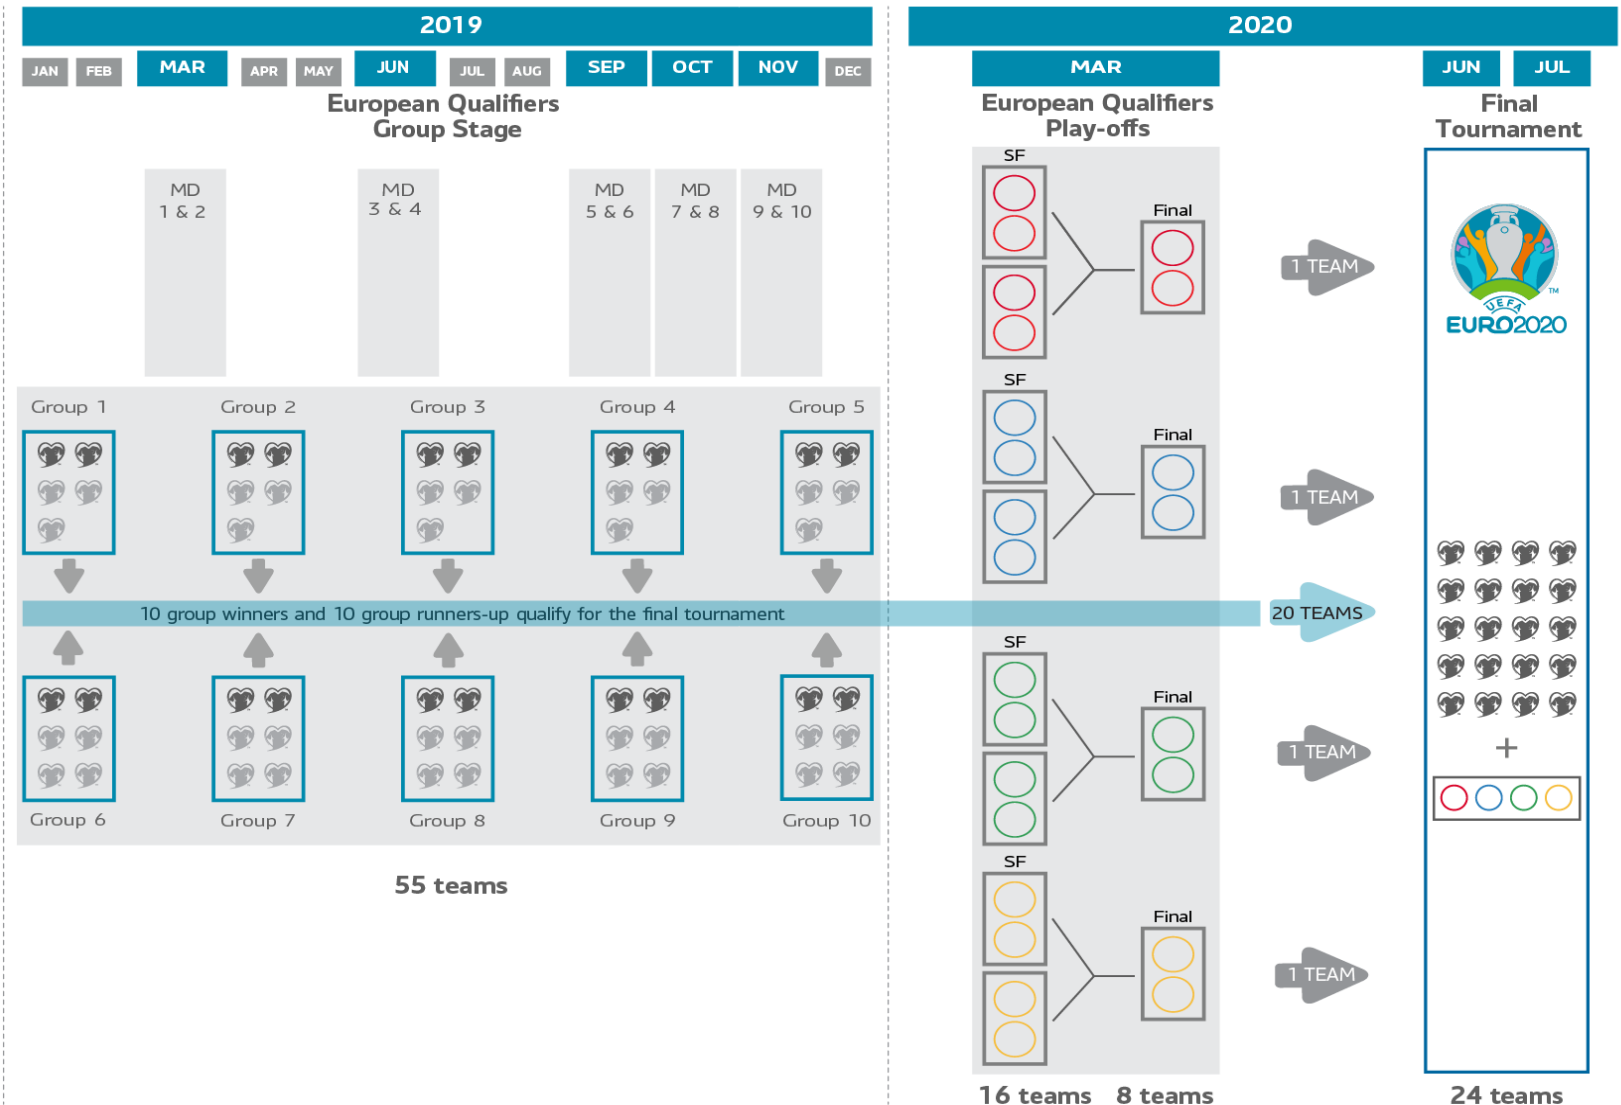 2019
2020
JAN FEB MAR APR MAY JUN JUL AUG SEP OCT NOV DEC
MAR
JUN JUL
European Qualifiers
Group Stage
European Qualifiers
Play-offs
Final
Tournament
MD
1 & 2
MD
3 & 4
MD
5 & 6
MD
7 & 8
MD
9 & 10
Group 1 Group 2 Group 3 Group 4 Group 5
10 group winners and 10 group runners-up qualify for the final tournament
Group 6 Group 7 Group 8 Group 9 Group 10
55 teams
SF
Final
1 TEAM
SF
Final
1 TEAM
20 TEAMS
SF
Final
1 TEAM
SF
Final
1 TEAM
16 teams 8 teams
TM
UEFA
EURO2020
+
24 teams